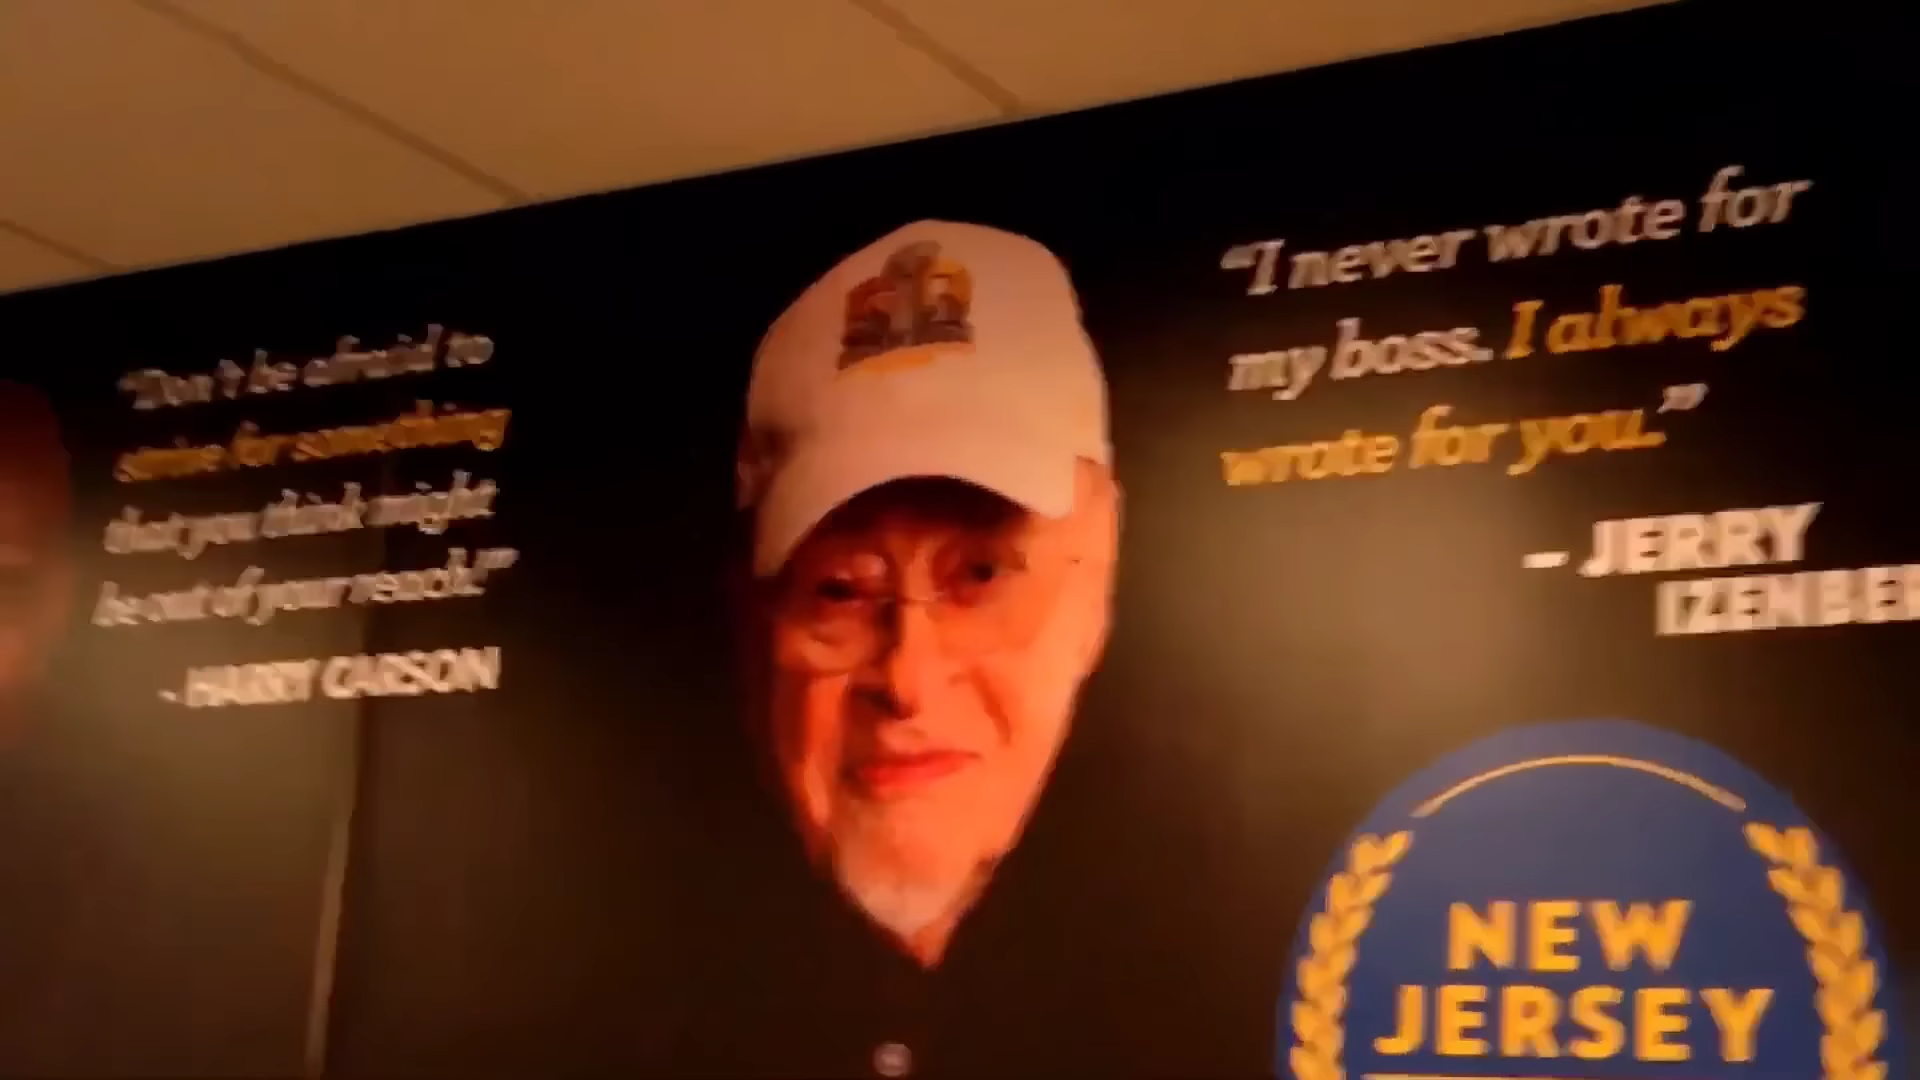 “Don't be afraid to
strive for something
that you think might
be out of your reach!”
- HARRY CARSON
“I never wrote for
my boss. I always
wrote for you.”
- JERRY
IZENBER
NEW
JERSEY